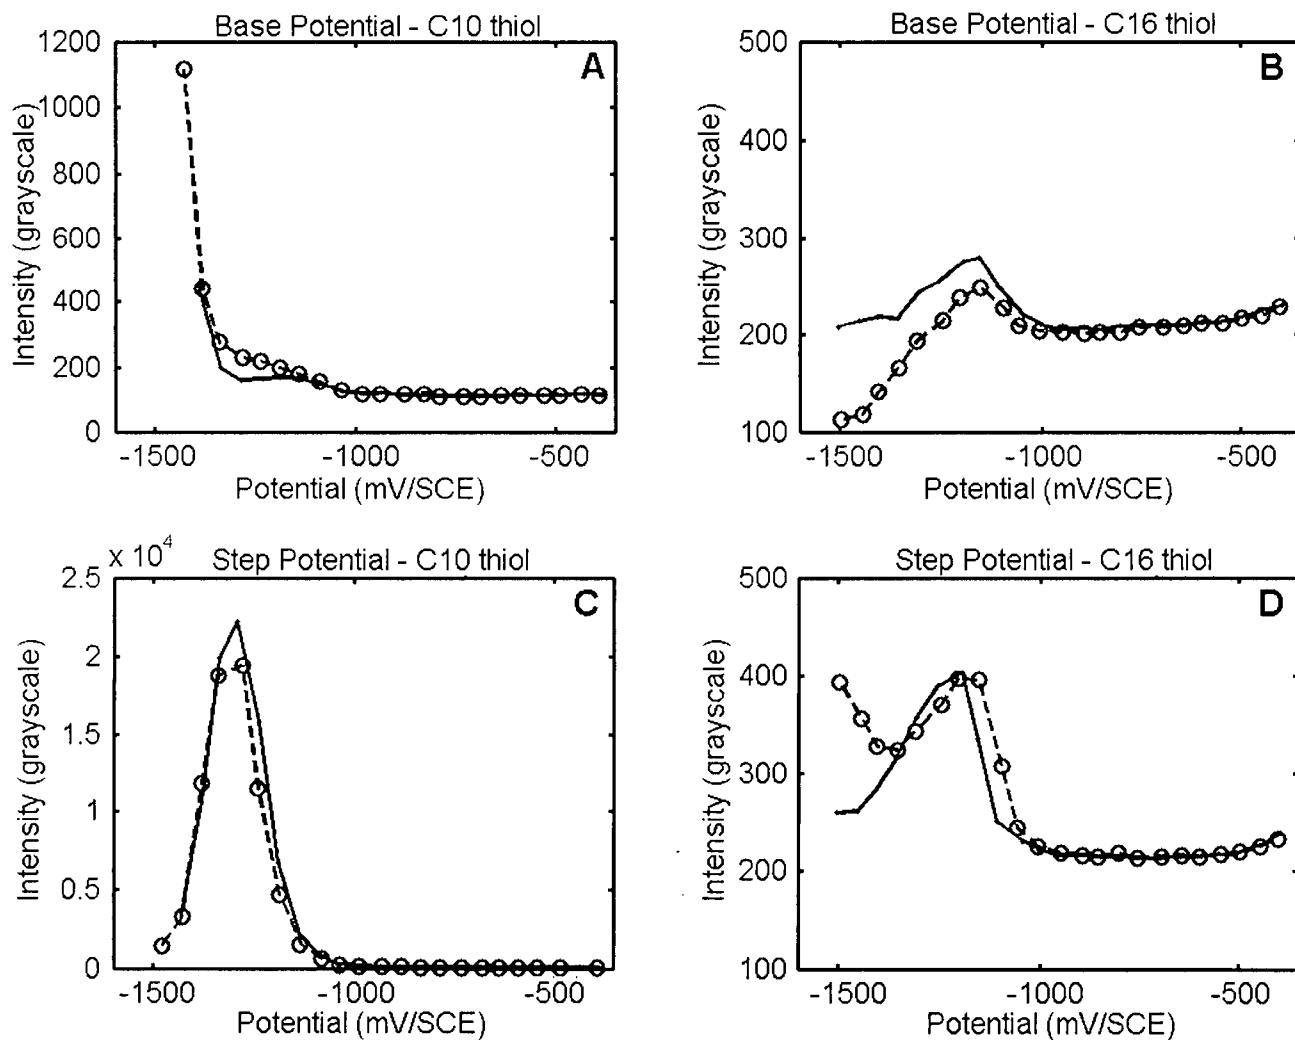 Base Potential - C10 thiol
A
1200
1000
800
600
400
200
0
Intensity (grayscale)
-1500
-1000
-500
Potential (mV/SCE)
Base Potential - C16 thiol
B
500
400
300
200
100
Intensity (grayscale)
-1500
-1000
-500
Potential (mV/SCE)
Step Potential - C10 thiol
x 10^4
C
2.5
2
1.5
1
0.5
0
Intensity (grayscale)
-1500
-1000
-500
Potential (mV/SCE)
Step Potential - C16 thiol
D
500
400
300
200
100
Intensity (grayscale)
-1500
-1000
-500
Potential (mV/SCE)